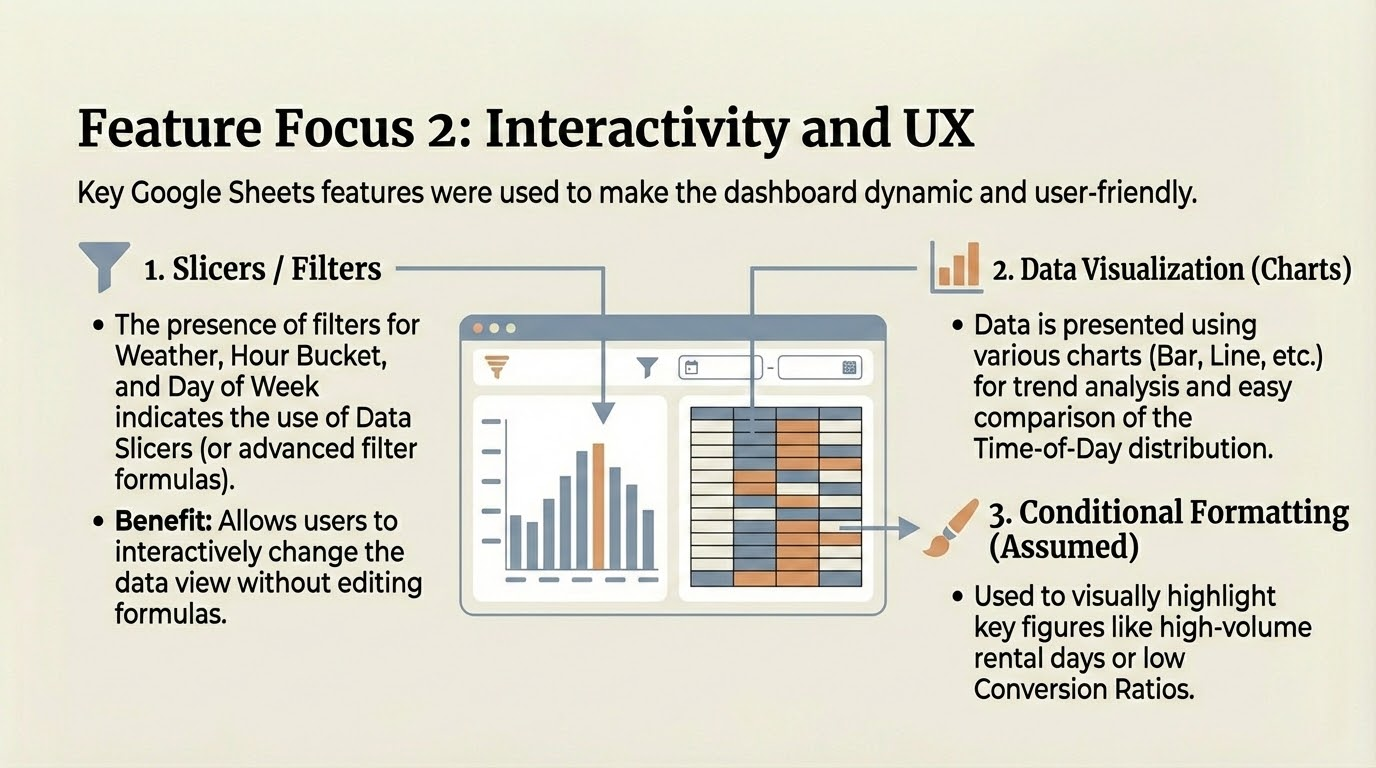 Feature Focus 2: Interactivity and UX
Key Google Sheets features were used to make the dashboard dynamic and user-friendly.
1. Slicers / Filters
• The presence of filters for
Weather, Hour Bucket,
and Day of Week
indicates the use of Data
Slicers (or advanced filter
formulas).
• Benefit: Allows users to
interactively change the
data view without editing
formulas.
2. Data Visualization (Charts)
• Data is presented using
various charts (Bar, Line, etc.)
for trend analysis and easy
comparison of the
Time-of-Day distribution.
3. Conditional Formatting
(Assumed)
• Used to visually highlight
key figures like high-volume
rental days or low
Conversion Ratios.